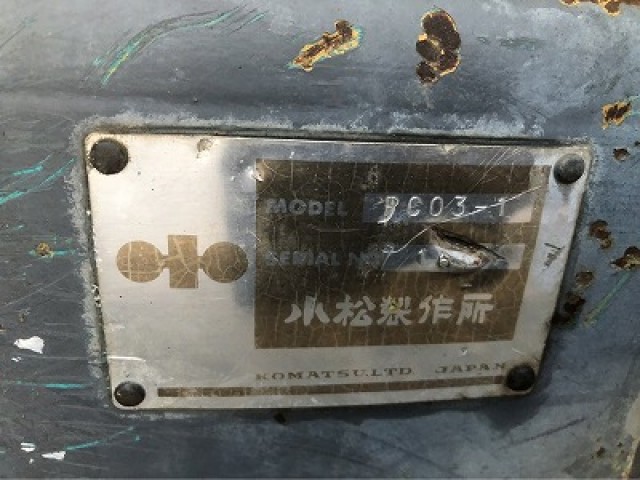 MODEL PC03-1
SERIAL NO
小松製作所
KOMATSU.LTD JAPAN